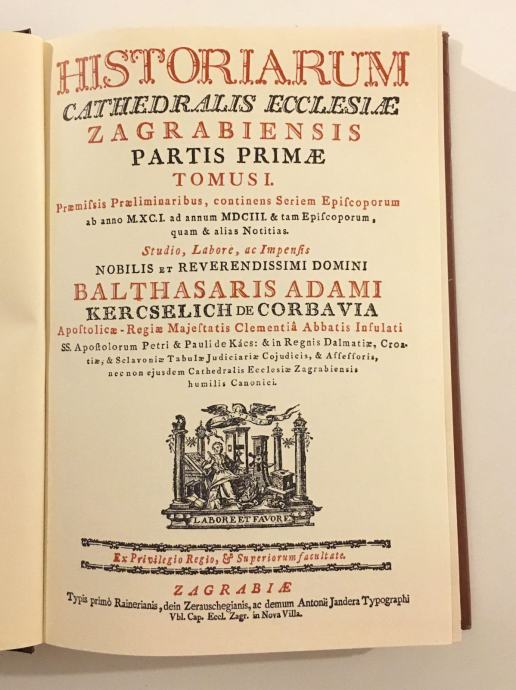 HISTORIARUM
CATHEDRALIS ECCLESIÆ
ZAGRABIENSIS
PARTIS PRIMÆ
TOMUS I.
Præmiſsis Præliminaribus, continens Seriem Epiſcoporum
ab anno M.XC.I. ad annum MDCIII. & tam Epiſcoporum,
quam & alias Notitias.
Studio, Labore, ac Impenſis
NOBILIS ET REVERENDISSIMI DOMINI
BALTHASARIS ADAMI
KERCSELICH DE CORBAVIA
Apoſtolicæ-Regiæ Majeſtatis Clementiâ Abbatis Inſulati
SS. Apoſtolorum Petri & Pauli de Kács: & in Regnis Dalmatiæ, Croa-
tiæ, & Sclavoniæ Tabulæ Judiciariæ Cojudicis, & Aſſeſſoris,
nec non ejusdem Cathedralis Eccleſiæ Zagrabiensis
humilis Canonici.
LABORE ET FAVORE
Ex Privilegio Regio, & Superiorum facultate.
ZAGRABIÆ
Typis primò Rainerianis, dein Zerauschegianis, ac demum Antonii Jandera Typographi
Vbl. Cap. Eccl. Zagr. in Nova Villa.